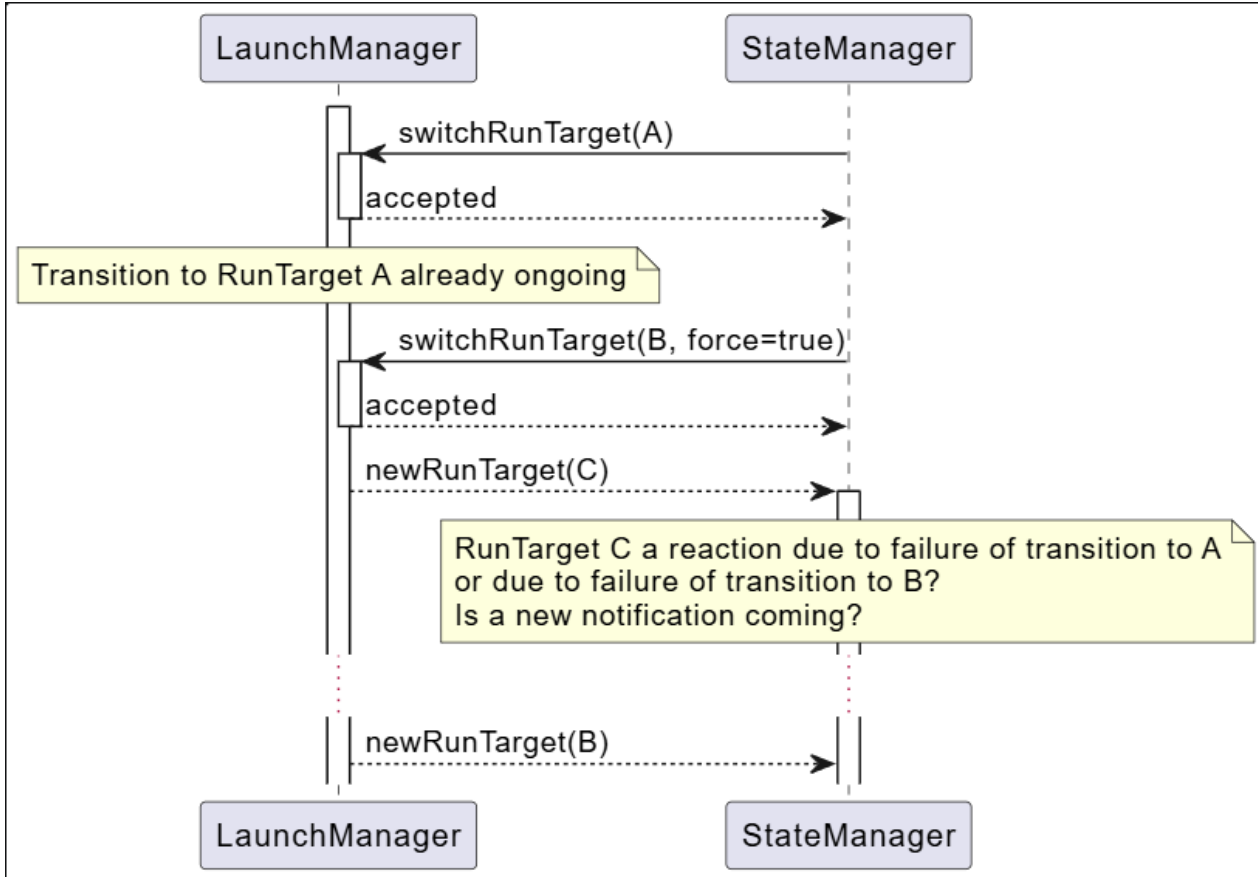 LaunchManager
StateManager
switchRunTarget(A)
accepted
Transition to RunTarget A already ongoing
switchRunTarget(B, force=true)
accepted
newRunTarget(C)
RunTarget C a reaction due to failure of transition to A
or due to failure of transition to B?
Is a new notification coming?
newRunTarget(B)
LaunchManager
StateManager